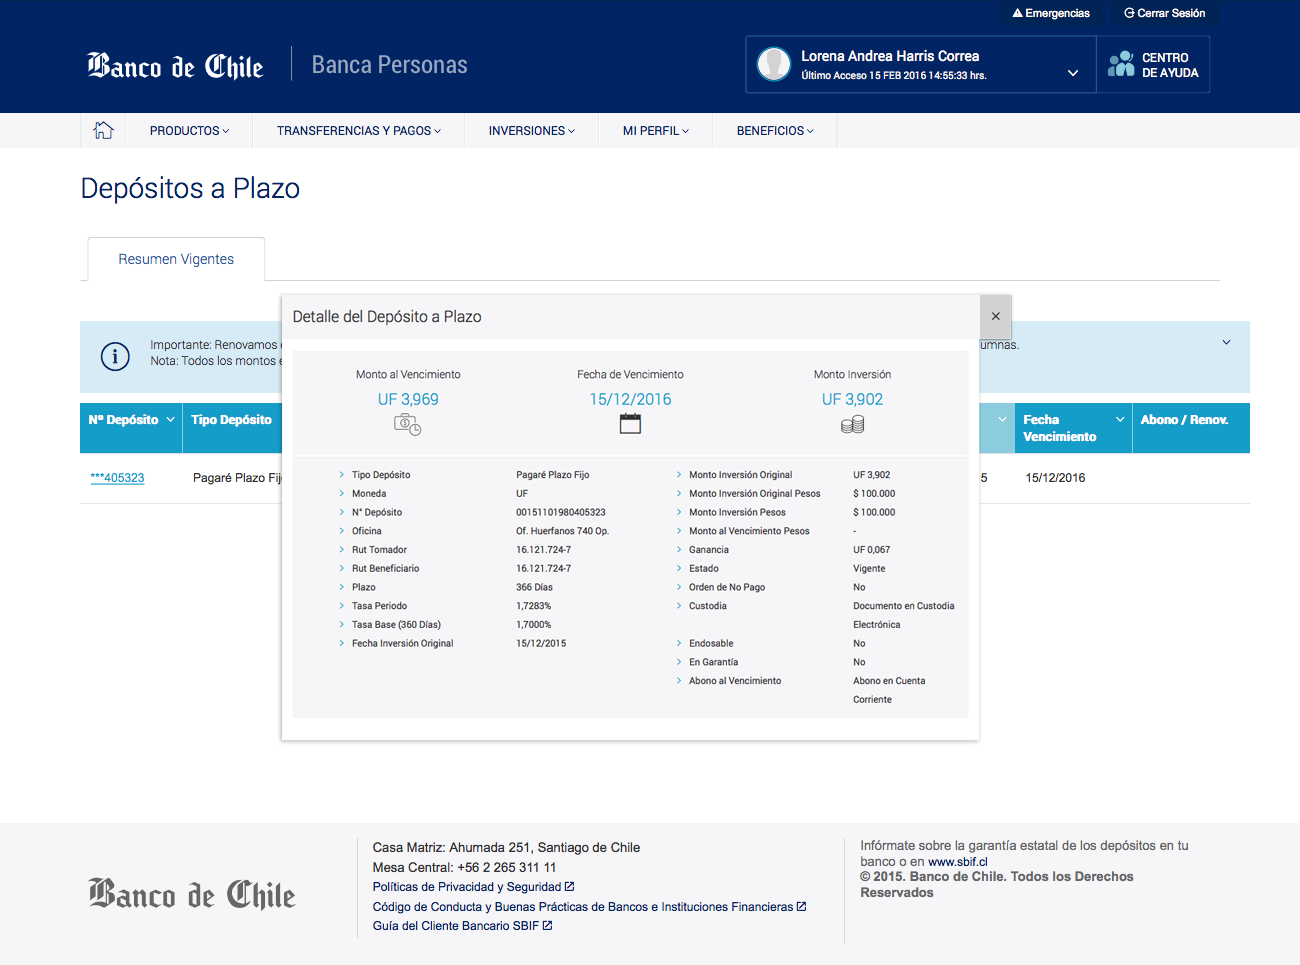 Emergencias
Cerrar Sesión
Banco de Chile
Banca Personas
Lorena Andrea Harris Correa
Último Acceso 15 FEB 2016 14:55:33 hrs.
CENTRO
DE AYUDA
PRODUCTOS
TRANSFERENCIAS Y PAGOS
INVERSIONES
MI PERFIL
BENEFICIOS
Depósitos a Plazo
Resumen Vigentes
Detalle del Depósito a Plazo
Importante: Renovamos
umnas.
Nota: Todos los montos
Monto al Vencimiento
UF 3,969
Fecha de Vencimiento
15/12/2016
Monto Inversión
UF 3,902
Nº Depósito
Tipo Depósito
Fecha
Vencimiento
Abono / Renov.
***405323
Pagaré Plazo Fij
5
15/12/2016
Tipo Depósito Pagaré Plazo Fijo
Moneda UF
N° Depósito 00151101980405323
Oficina Of. Huerfanos 740 Op.
Rut Tomador 16.121.724-7
Rut Beneficiario 16.121.724-7
Plazo 366 Días
Tasa Periodo 1,7283%
Tasa Base (360 Días) 1,7000%
Fecha Inversión Original 15/12/2015
Monto Inversión Original UF 3,902
Monto Inversión Original Pesos $ 100.000
Monto Inversión Pesos $ 100.000
Monto al Vencimiento Pesos -
Ganancia UF 0,067
Estado Vigente
Orden de No Pago No
Custodia Documento en Custodia
Electrónica
Endosable No
En Garantía No
Abono al Vencimiento Abono en Cuenta
Corriente
Banco de Chile
Casa Matriz: Ahumada 251, Santiago de Chile
Mesa Central: +56 2 265 311 11
Políticas de Privacidad y Seguridad
Código de Conducta y Buenas Prácticas de Bancos e Instituciones Financieras
Guía del Cliente Bancario SBIF
Infórmate sobre la garantía estatal de los depósitos en tu
banco o en www.sbif.cl
© 2015. Banco de Chile. Todos los Derechos
Reservados